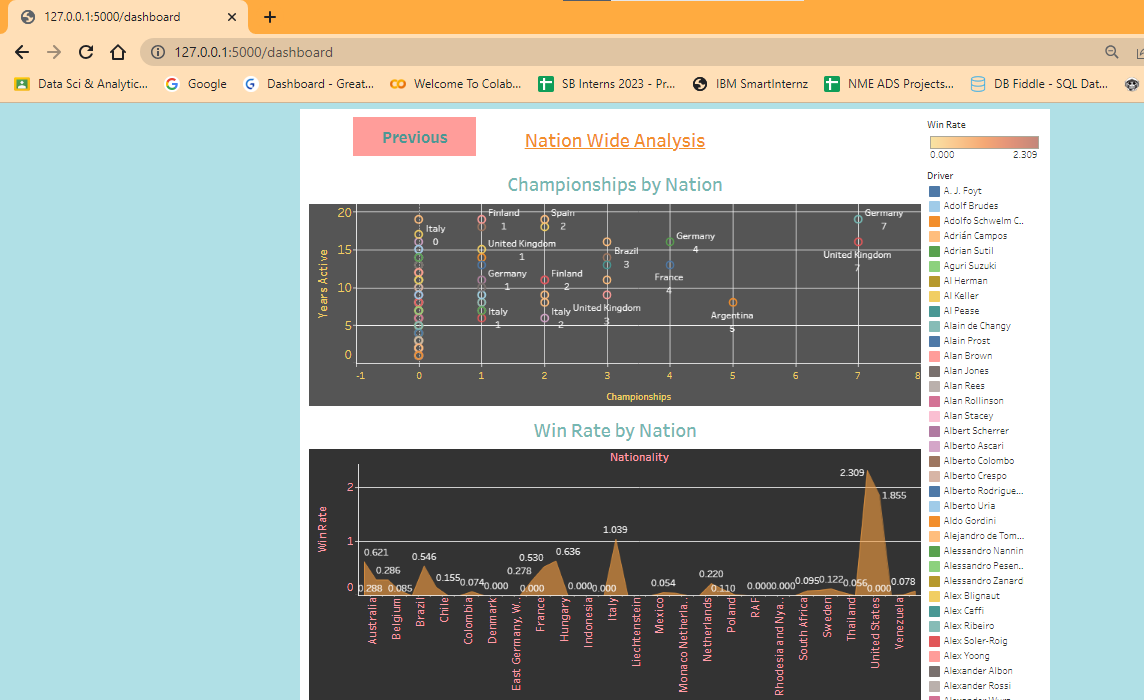 127.0.0.1:5000/dashboard
127.0.0.1:5000/dashboard
Data Sci & Analytic... Google Dashboard - Great... Welcome To Colab... SB Interns 2023 - Pr... IBM SmartInternz NME ADS Projects... DB Fiddle - SQL Dat...
Previous
Nation Wide Analysis
Championships by Nation
Years Active
20
15
10
5
0
Italy
0
Finland
1
Spain
2
Germany
7
United Kingdom
1
Brazil
3
Germany
4
United Kingdom
7
Germany
1
Finland
2
France
4
Italy
1
Italy
2
United Kingdom
3
Argentina
5
-1 0 1 2 3 4 5 6 7 8
Championships
Win Rate by Nation
Nationality
Win Rate
2
1
0
2.309
1.855
1.039
0.621
0.546
0.530
0.636
0.286
0.278
0.220
0.288
0.085
0.155
0.074
0.000
0.000
0.000
0.000
0.054
0.110
0.000
0.000
0.095
0.122
0.056
0.000
0.078
Australia
Belgium
Brazil
Chile
Colombia
Denmark
East Germany, W..
France
Hungary
Indonesia
Italy
Liechtenstein
Mexico
Monaco Netherla..
Netherlands
Poland
RAF
Rhodesia and Nya..
South Africa
Sweden
Thailand
United States
Venezuela
Win Rate
0.000 2.309
Driver
A. J. Foyt
Adolf Brudes
Adolfo Schwelm C..
Adrián Campos
Adrian Sutil
Aguri Suzuki
Al Herman
Al Keller
Al Pease
Alain de Changy
Alain Prost
Alan Brown
Alan Jones
Alan Rees
Alan Rollinson
Alan Stacey
Albert Scherrer
Alberto Ascari
Alberto Colombo
Alberto Crespo
Alberto Rodrigue...
Alberto Uria
Aldo Gordini
Alejandro de Tom...
Alessandro Nannin
Alessandro Pesen..
Alessandro Zanard
Alex Blignaut
Alex Caffi
Alex Ribeiro
Alex Soler-Roig
Alex Yoong
Alexander Albon
Alexander Rossi